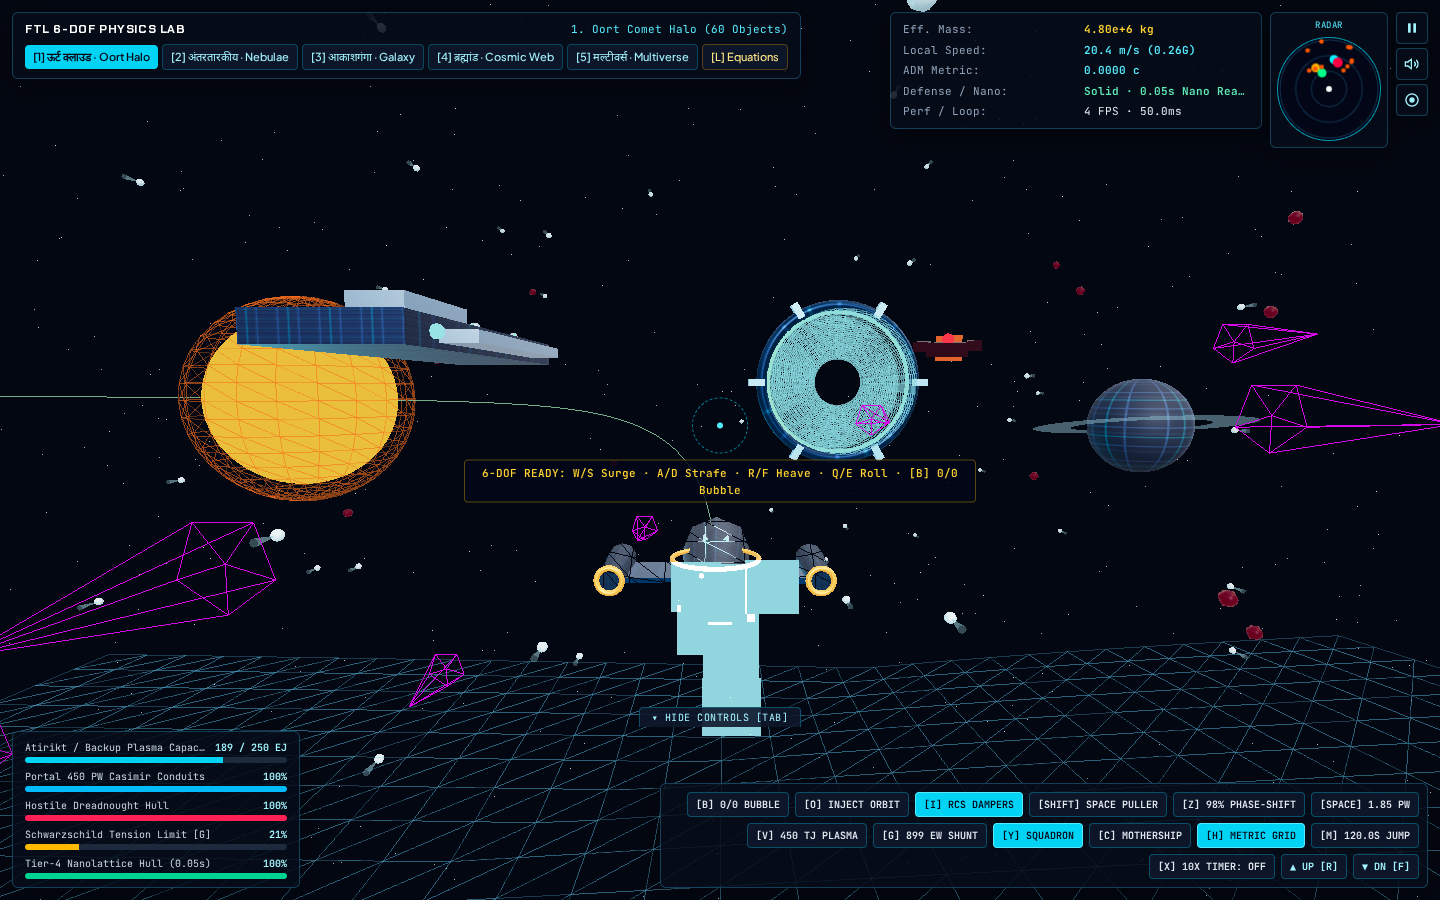 FTL 6-DOF PHYSICS LAB
1. Oort Comet Halo (60 Objects)
[1] ऊर्ट क्लाउड · Oort Halo
[2] अंतरतारकीय · Nebulae
[3] आकाशगंगा · Galaxy
[4] ब्रह्मांड · Cosmic Web
[5] मल्टीवर्स · Multiverse
[L] Equations
Eff. Mass: 4.80e+6 kg
Local Speed: 20.4 m/s (0.26G)
ADM Metric: 0.0000 c
Defense / Nano: Solid · 0.05s Nano Rea…
Perf / Loop: 4 FPS · 50.0ms
RADAR
6-DOF READY: W/S Surge · A/D Strafe · R/F Heave · Q/E Roll · [B] 0/0
Bubble
▾ HIDE CONTROLS [TAB]
Atirikt / Backup Plasma Capac… 189 / 250 EJ
Portal 450 PW Casimir Conduits 100%
Hostile Dreadnought Hull 100%
Schwarzschild Tension Limit [G] 21%
Tier-4 Nanolattice Hull (0.05s) 100%
[B] 0/0 BUBBLE
[O] INJECT ORBIT
[I] RCS DAMPERS
[SHIFT] SPACE PULLER
[Z] 98% PHASE-SHIFT
[SPACE] 1.85 PW
[V] 450 TJ PLASMA
[G] 899 EW SHUNT
[Y] SQUADRON
[C] MOTHERSHIP
[H] METRIC GRID
[M] 120.0S JUMP
[X] 10X TIMER: OFF
▲ UP [R]
▼ DN [F]